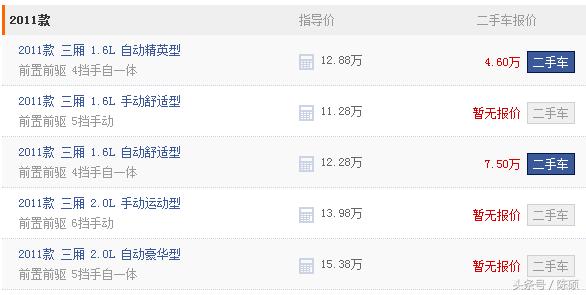 2011款 指导价 二手车报价
2011款 三厢 1.6L 自动精英型
前置前驱 4挡手自一体
12.88万 4.60万 二手车
2011款 三厢 1.6L 手动舒适型
前置前驱 5挡手动
11.28万 暂无报价 二手车
2011款 三厢 1.6L 自动舒适型
前置前驱 4挡手自一体
12.28万 7.50万 二手车
2011款 三厢 2.0L 手动运动型
前置前驱 6挡手动
13.98万 暂无报价 二手车
2011款 三厢 2.0L 自动豪华型
前置前驱 5挡手自一体
15.38万 暂无报价 二手车
头条号 / 陈硕